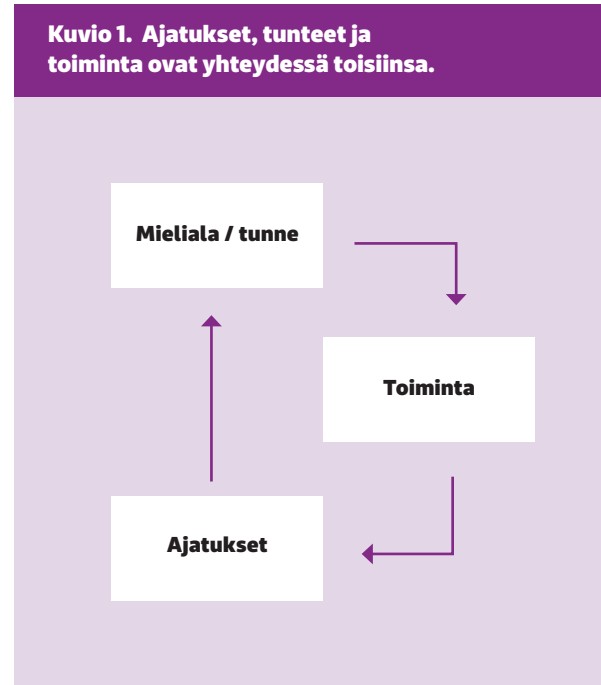 Kuvio 1. Ajatukset, tunteet ja
toiminta ovat yhteydessä toisiinsa.
Mieliala / tunne
Toiminta
Ajatukset